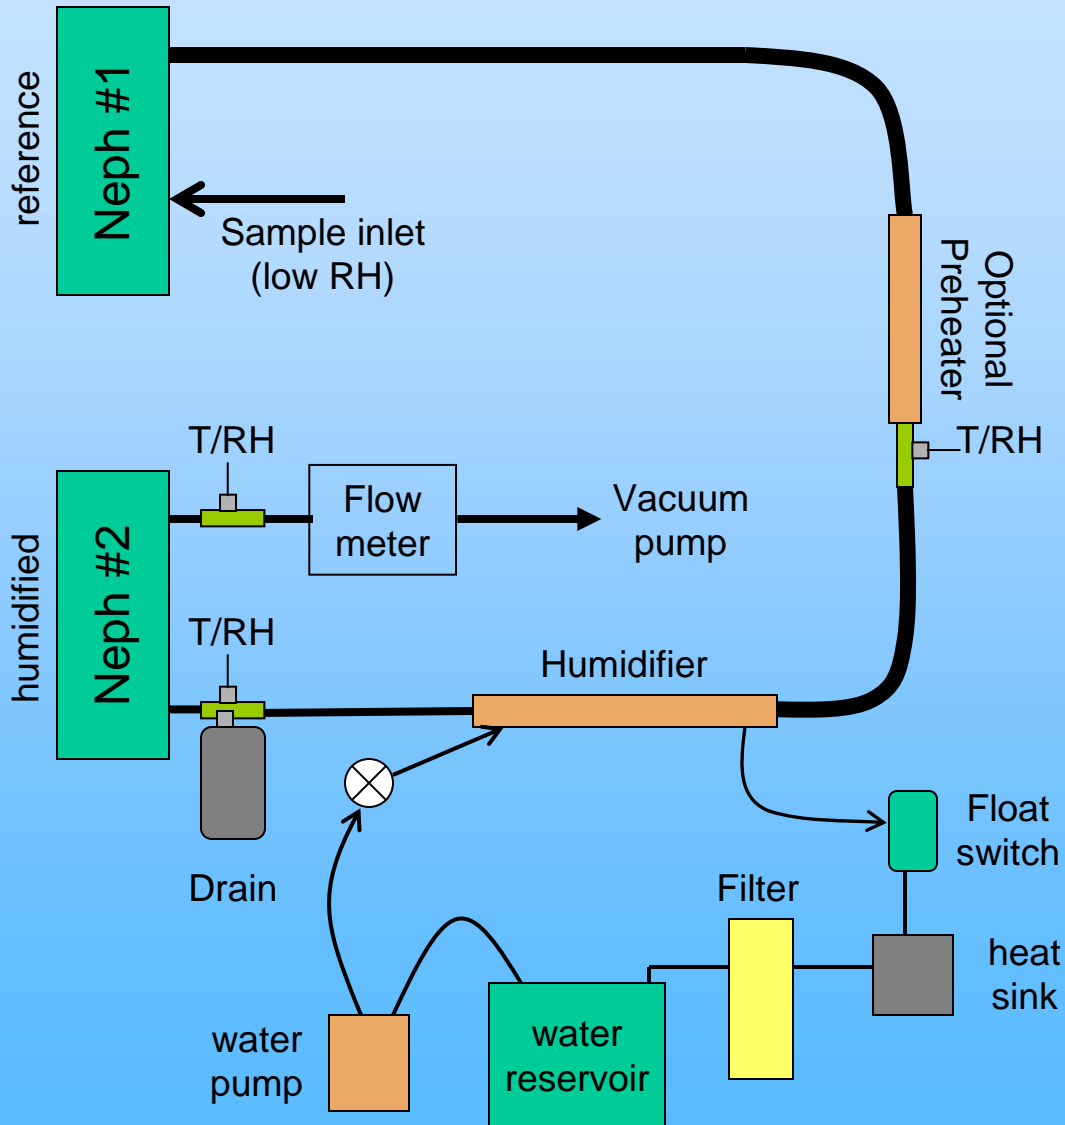 reference
Neph #1
Sample inlet
(low RH)
Optional
Preheater
T/RH
T/RH
Flow
meter
Vacuum
pump
humidified
Neph #2
T/RH
Humidifier
Drain
Float
switch
Filter
heat
sink
water
pump
water
reservoir